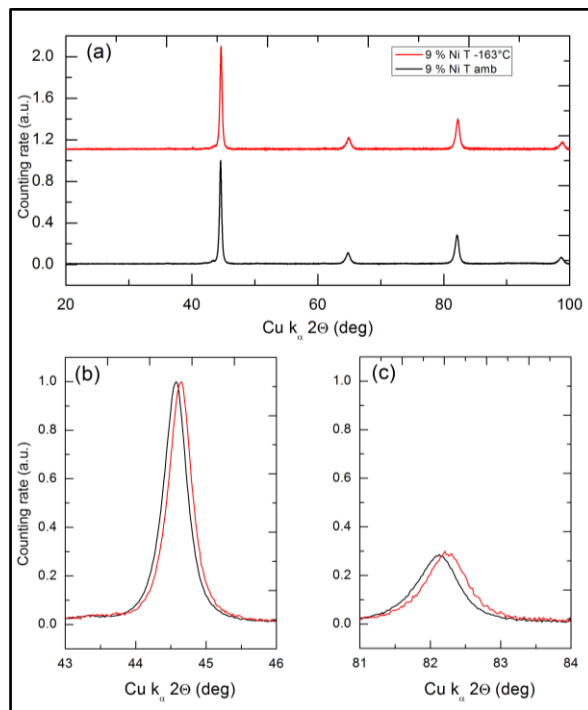 (a)
9 % Ni T -163°C
9 % Ni T amb
Counting rate (a.u.)
2.0
1.6
1.2
0.8
0.4
0.0
20 40 60 80 100
Cu kα 2Θ (deg)
(b)
Counting rate (a.u.)
1.0
0.8
0.6
0.4
0.2
0.0
43 44 45 46
Cu kα 2Θ (deg)
(c)
1.0
0.8
0.6
0.4
0.2
0.0
81 82 83 84
Cu kα 2Θ (deg)